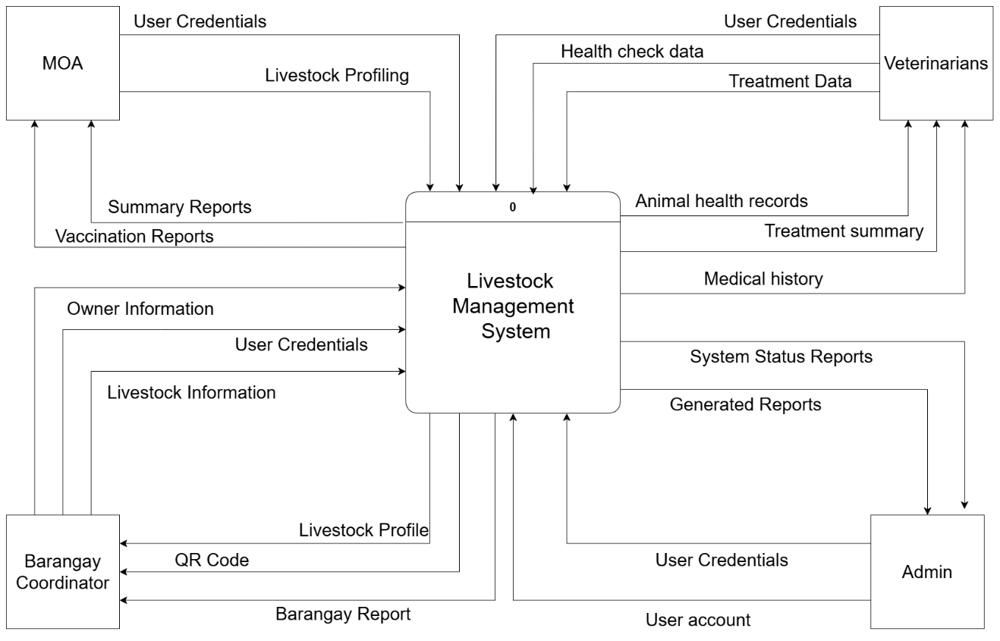 User Credentials
User Credentials
MOA
Health check data
Veterinarians
Livestock Profiling
Treatment Data
Summary Reports
0
Animal health records
Vaccination Reports
Treatment summary
Livestock
Management
System
Medical history
Owner Information
User Credentials
System Status Reports
Livestock Information
Generated Reports
Livestock Profile
QR Code
User Credentials
Barangay
Coordinator
Admin
Barangay Report
User account